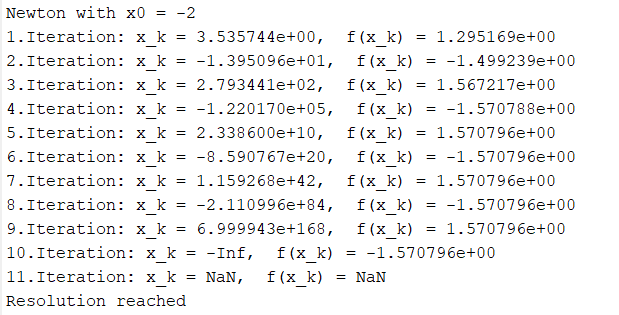 Newton with x0 = -2
1.Iteration: x_k = 3.535744e+00,  f(x_k) = 1.295169e+00
2.Iteration: x_k = -1.395096e+01,  f(x_k) = -1.499239e+00
3.Iteration: x_k = 2.793441e+02,  f(x_k) = 1.567217e+00
4.Iteration: x_k = -1.220170e+05,  f(x_k) = -1.570788e+00
5.Iteration: x_k = 2.338600e+10,  f(x_k) = 1.570796e+00
6.Iteration: x_k = -8.590767e+20,  f(x_k) = -1.570796e+00
7.Iteration: x_k = 1.159268e+42,  f(x_k) = 1.570796e+00
8.Iteration: x_k = -2.110996e+84,  f(x_k) = -1.570796e+00
9.Iteration: x_k = 6.999943e+168,  f(x_k) = 1.570796e+00
10.Iteration: x_k = -Inf,  f(x_k) = -1.570796e+00
11.Iteration: x_k = NaN,  f(x_k) = NaN
Resolution reached